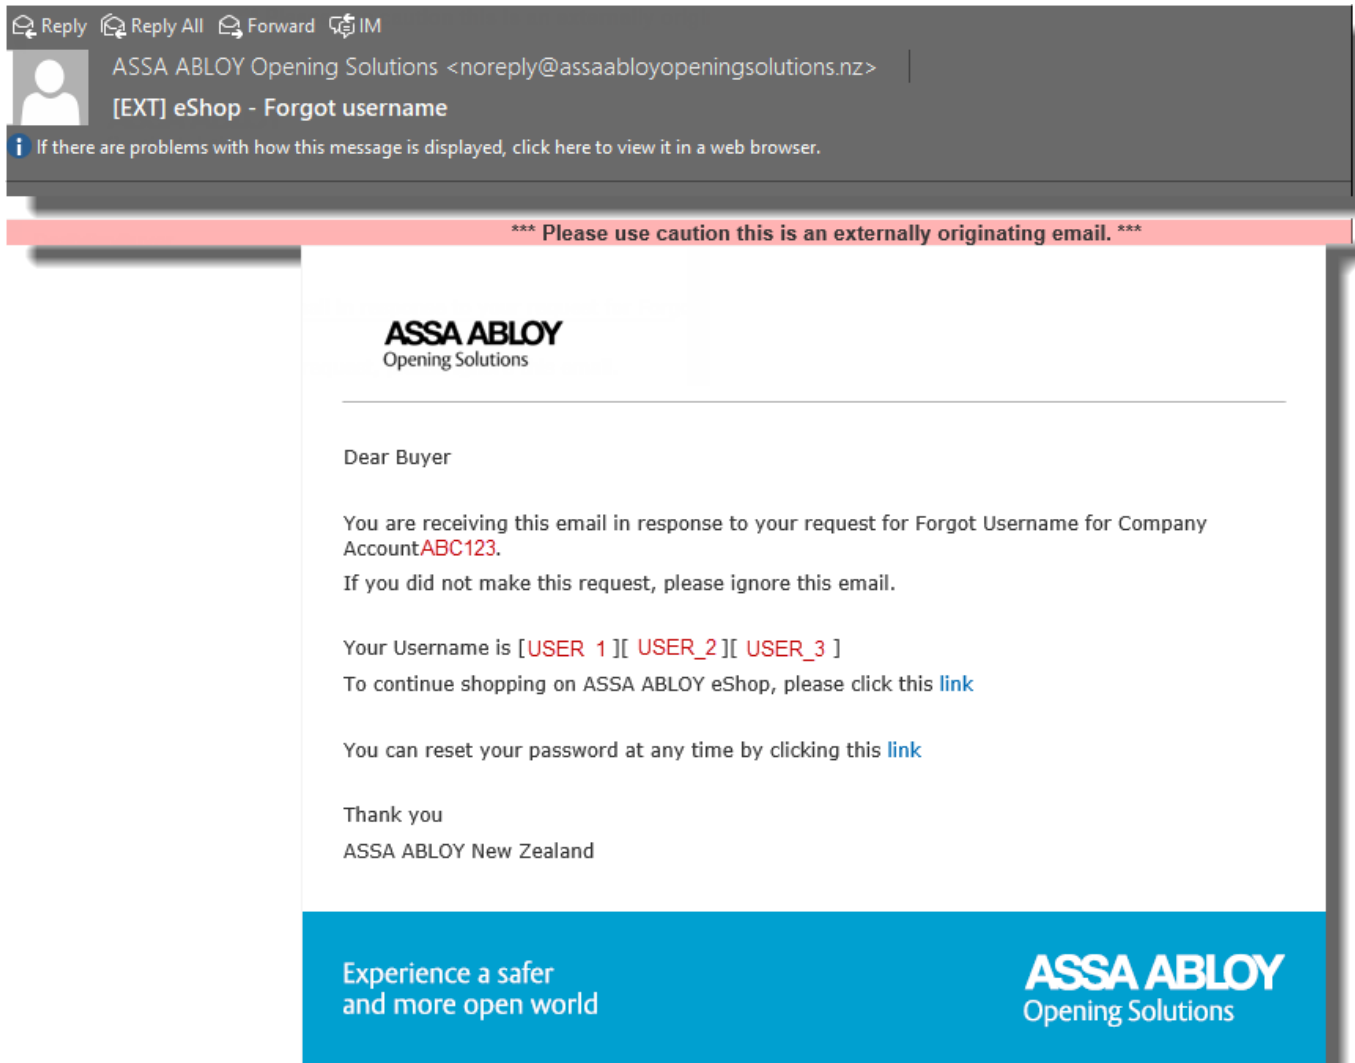 Reply Reply All Forward IM
ASSA ABLOY Opening Solutions <noreply@assaabloyopeningsolutions.nz>
[EXT] eShop - Forgot username
If there are problems with how this message is displayed, click here to view it in a web browser.
*** Please use caution this is an externally originating email. ***
ASSA ABLOY
Opening Solutions
Dear Buyer
You are receiving this email in response to your request for Forgot Username for Company
AccountABC123.
If you did not make this request, please ignore this email.
Your Username is [USER 1 ][ USER_2 ][ USER_3 ]
To continue shopping on ASSA ABLOY eShop, please click this link
You can reset your password at any time by clicking this link
Thank you
ASSA ABLOY New Zealand
Experience a safer
and more open world
ASSA ABLOY
Opening Solutions